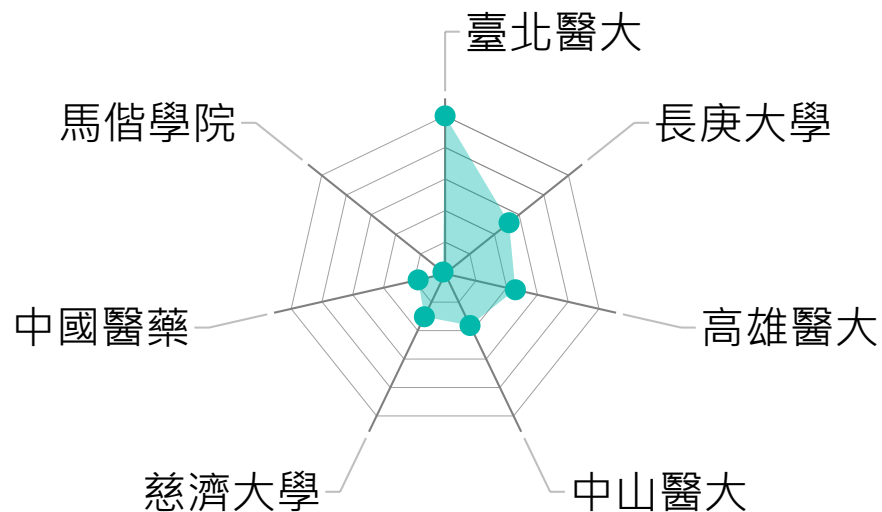 臺北醫大
馬偕學院
長庚大學
中國醫藥
高雄醫大
慈濟大學
中山醫大